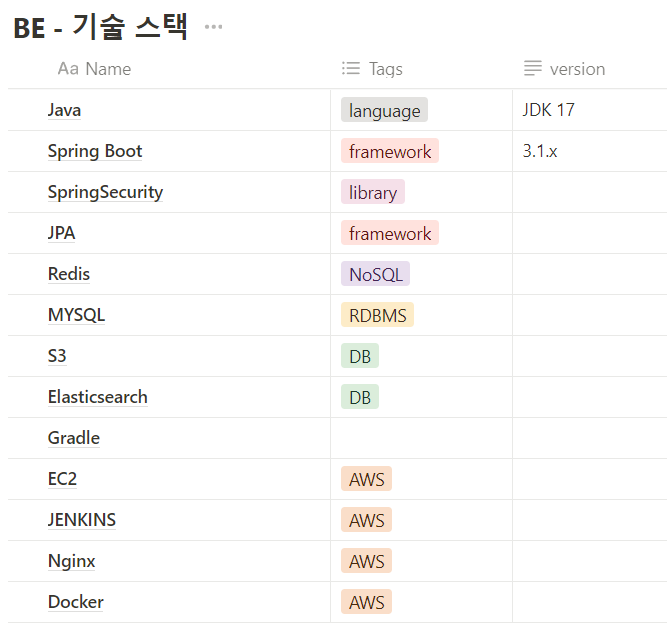 BE - 기술 스택 ...
Aa Name Tags version
Java language JDK 17
Spring Boot framework 3.1.x
SpringSecurity library
JPA framework
Redis NoSQL
MYSQL RDBMS
S3 DB
Elasticsearch DB
Gradle
EC2 AWS
JENKINS AWS
Nginx AWS
Docker AWS